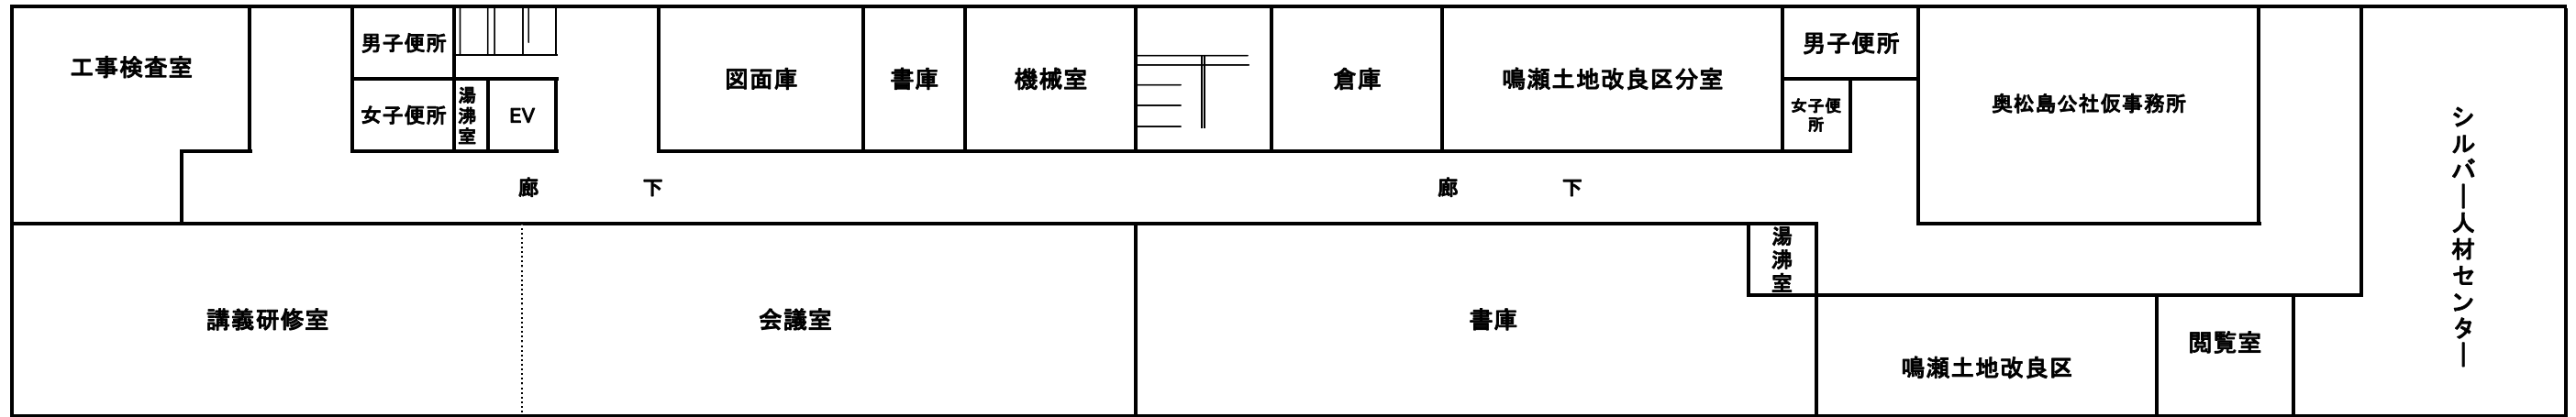 工事検査室
男子便所
女子便所
湯沸室
EV
図面庫
書庫
機械室
倉庫
鳴瀬土地改良区分室
男子便所
女子便
所
奥松島公社仮事務所
シルバー人材センター
廊　下
廊　下
講義研修室
会議室
書庫
湯沸室
鳴瀬土地改良区
閲覧室